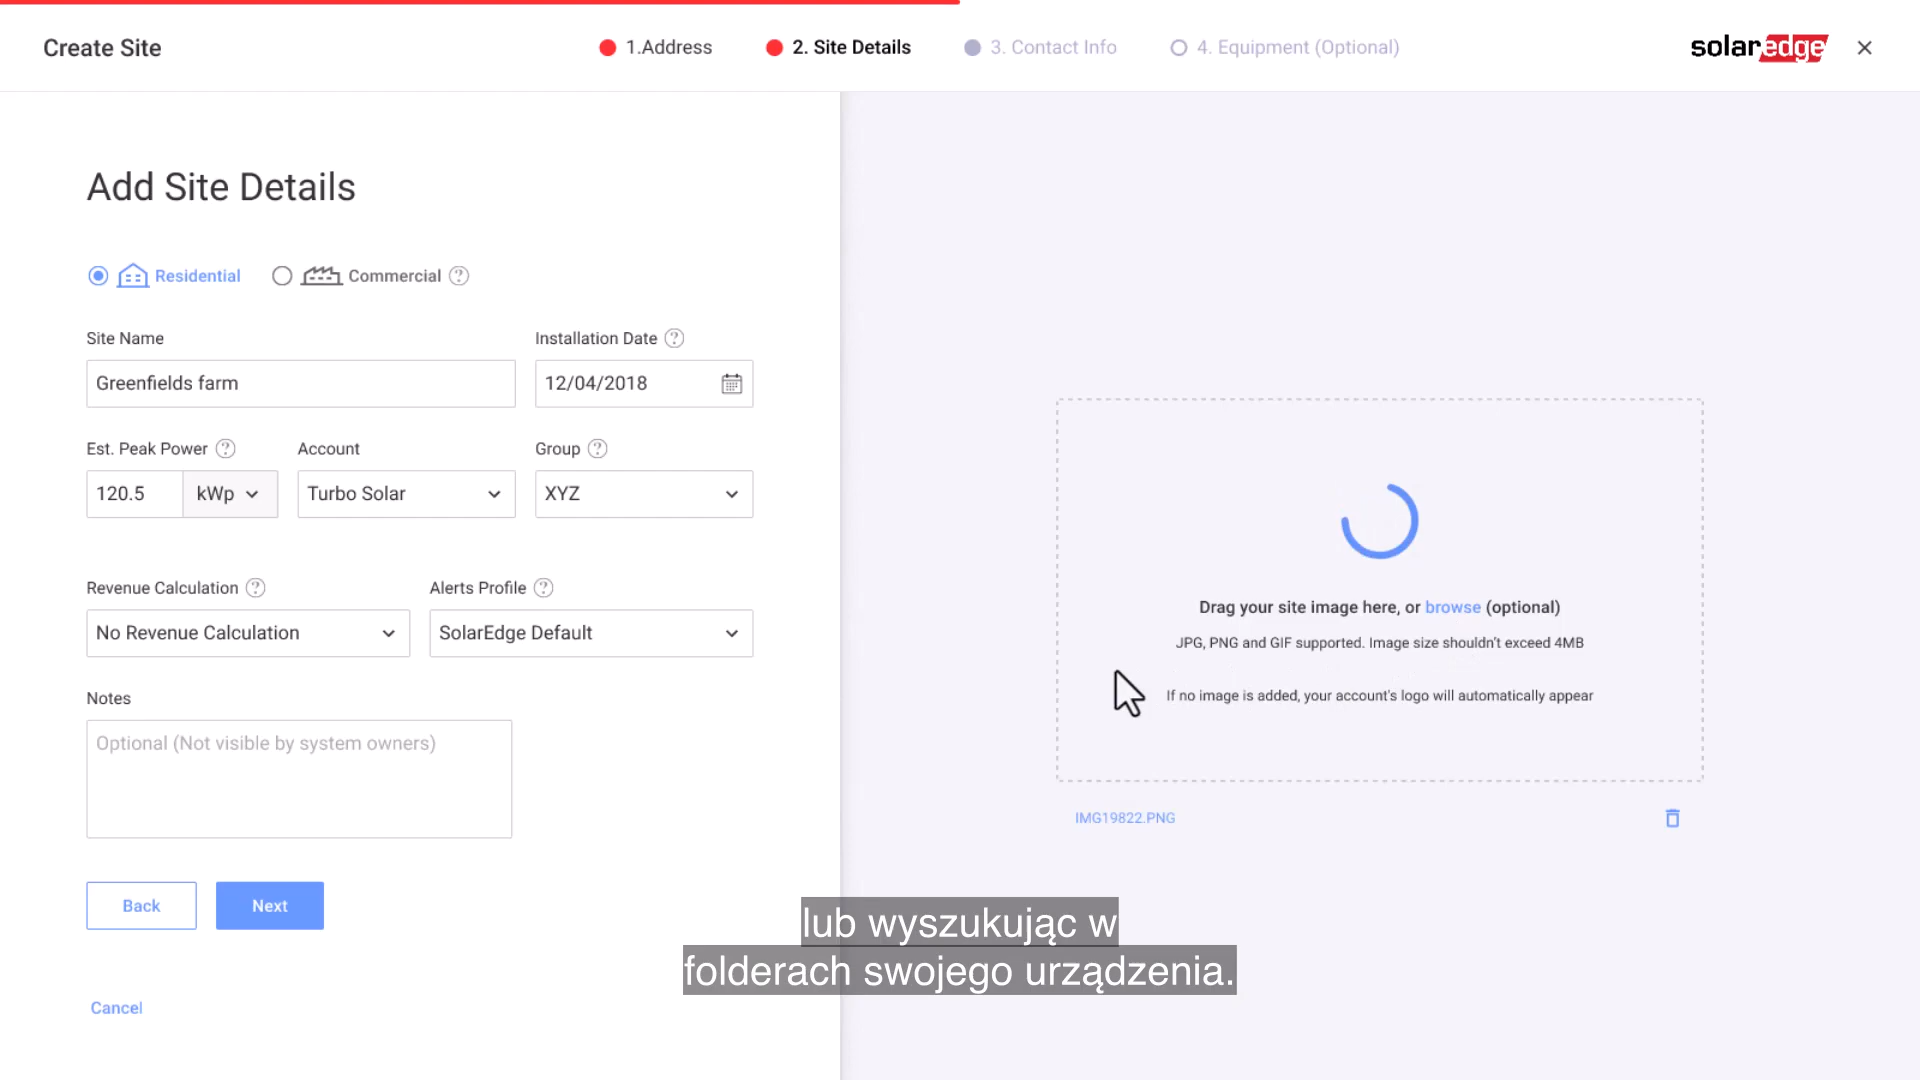 Create Site
1.Address
2. Site Details
3. Contact Info
4. Equipment (Optional)
solaredge
Add Site Details
Residential
Commercial ?
Site Name
Installation Date ?
Greenfields farm
12/04/2018
Est. Peak Power ?
Account
Group ?
120.5
kWp
Turbo Solar
XYZ
Revenue Calculation ?
Alerts Profile ?
No Revenue Calculation
SolarEdge Default
Notes
Optional (Not visible by system owners)
Back
Next
Cancel
Drag your site image here, or browse (optional)
JPG, PNG and GIF supported. Image size shouldn't exceed 4MB
If no image is added, your account's logo will automatically appear
IMG19822.PNG
lub wyszukując w
folderach swojego urządzenia.